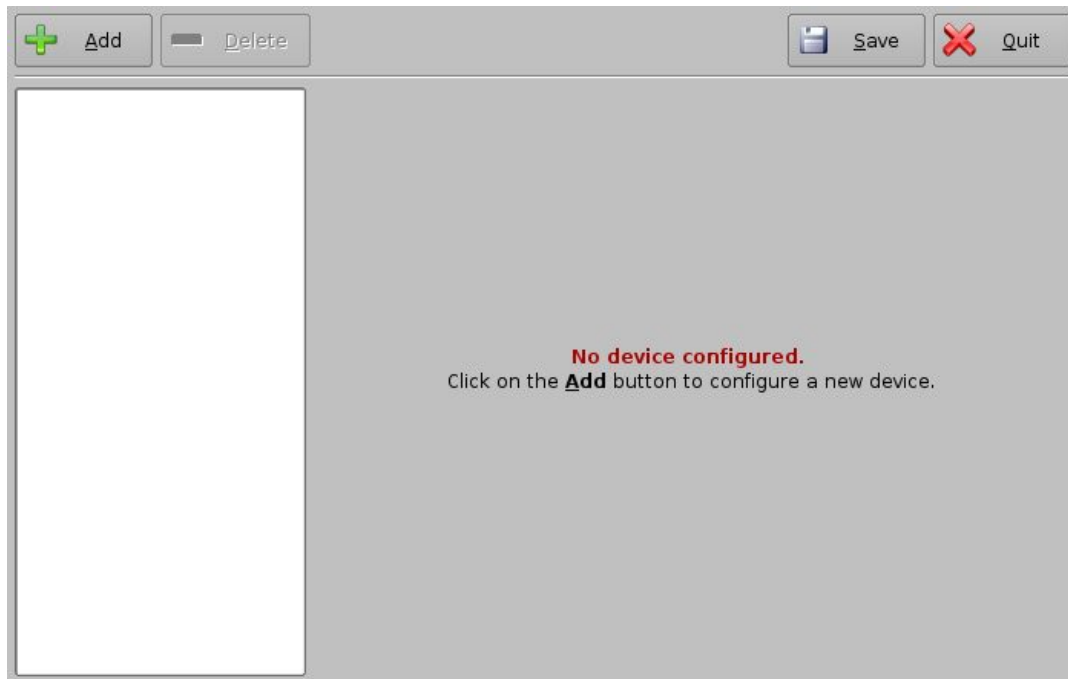 Add
Delete
Save
Quit
No device configured.
Click on the Add button to configure a new device.